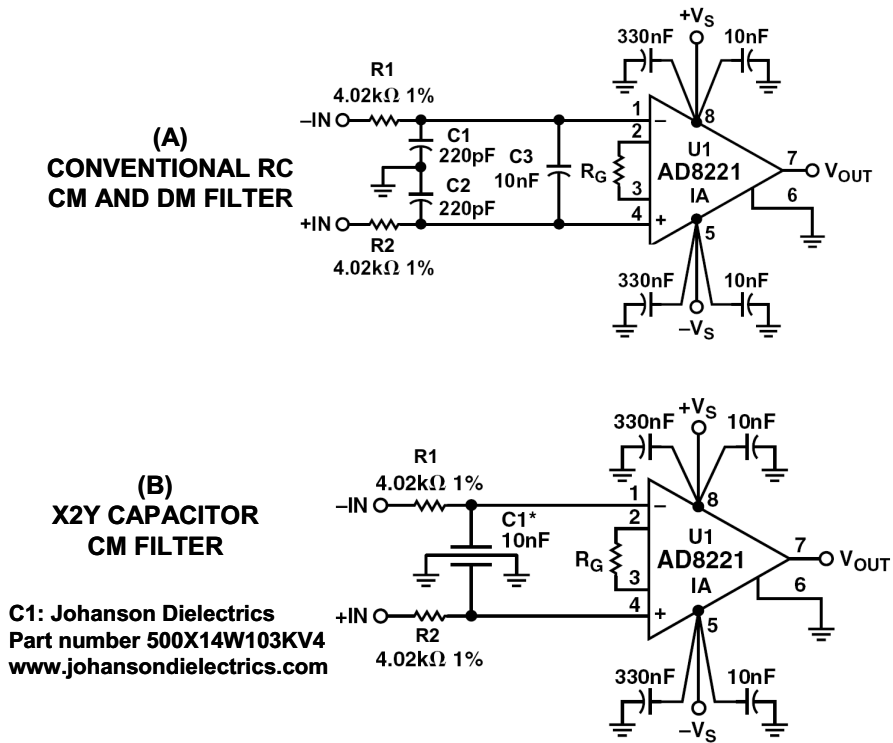 +VS
330nF
10nF
R1
4.02kΩ 1%
–IN
1
–
8
2
(A)
CONVENTIONAL RC
CM AND DM FILTER
C1
220pF
C3
10nF
C2
220pF
RG
U1
AD8221
IA
7
VOUT
6
3
4
+
+IN
R2
4.02kΩ 1%
5
330nF
10nF
–VS
+VS
330nF
10nF
(B)
X2Y CAPACITOR
CM FILTER
R1
4.02kΩ 1%
–IN
1
–
8
2
C1*
10nF
RG
U1
AD8221
IA
7
VOUT
6
3
4
+
+IN
R2
4.02kΩ 1%
5
C1: Johanson Dielectrics
Part number 500X14W103KV4
www.johansondielectrics.com
330nF
10nF
–VS